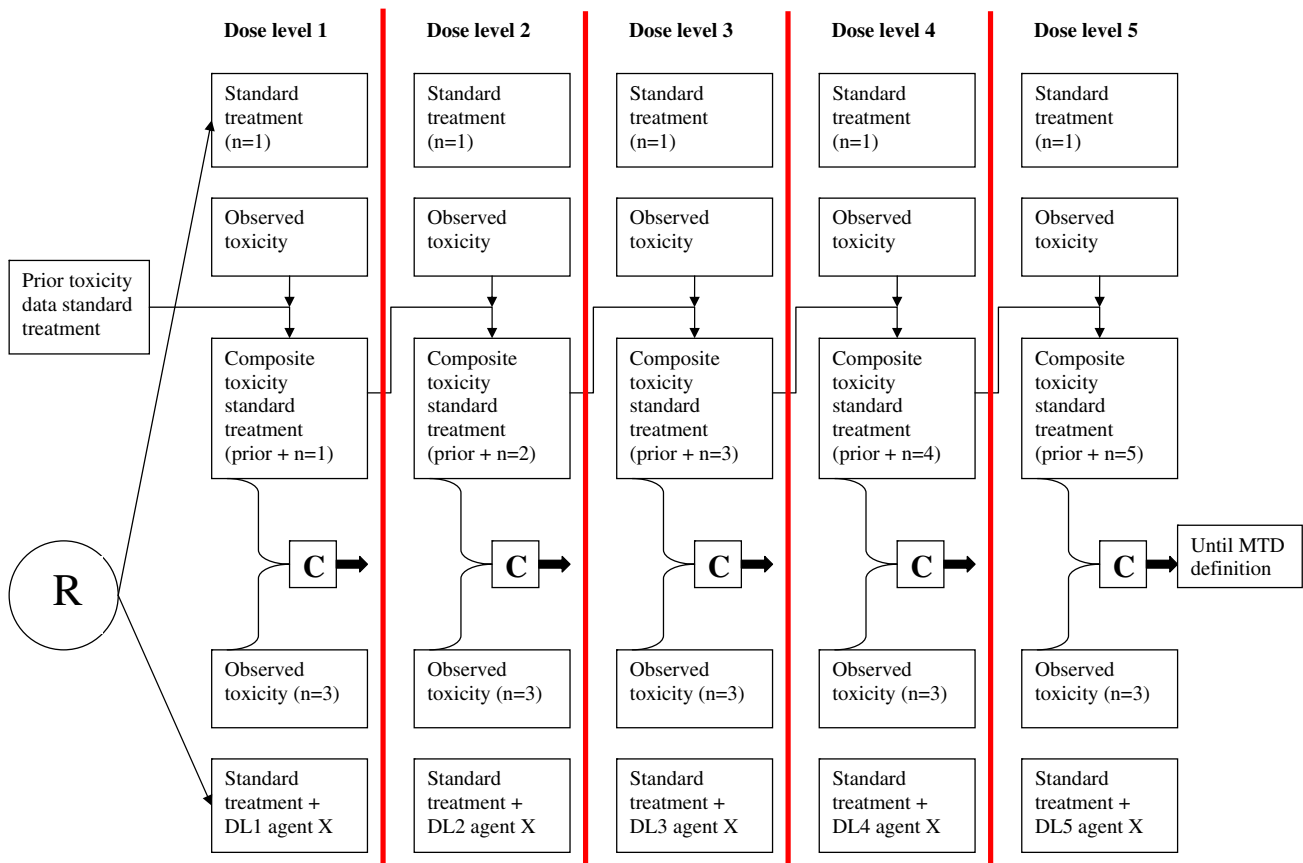 Dose level 1
Dose level 2
Dose level 3
Dose level 4
Dose level 5
Standard
treatment
(n=1)
Standard
treatment
(n=1)
Standard
treatment
(n=1)
Standard
treatment
(n=1)
Standard
treatment
(n=1)
Observed
toxicity
Observed
toxicity
Observed
toxicity
Observed
toxicity
Observed
toxicity
Prior toxicity
data standard
treatment
Composite
toxicity
standard
treatment
(prior + n=1)
Composite
toxicity
standard
treatment
(prior + n=2)
Composite
toxicity
standard
treatment
(prior + n=3)
Composite
toxicity
standard
treatment
(prior + n=4)
Composite
toxicity
standard
treatment
(prior + n=5)
R
C
C
C
C
C
Until MTD
definition
Observed
toxicity (n=3)
Observed
toxicity (n=3)
Observed
toxicity (n=3)
Observed
toxicity (n=3)
Observed
toxicity (n=3)
Standard
treatment +
DL1 agent X
Standard
treatment +
DL2 agent X
Standard
treatment +
DL3 agent X
Standard
treatment +
DL4 agent X
Standard
treatment +
DL5 agent X